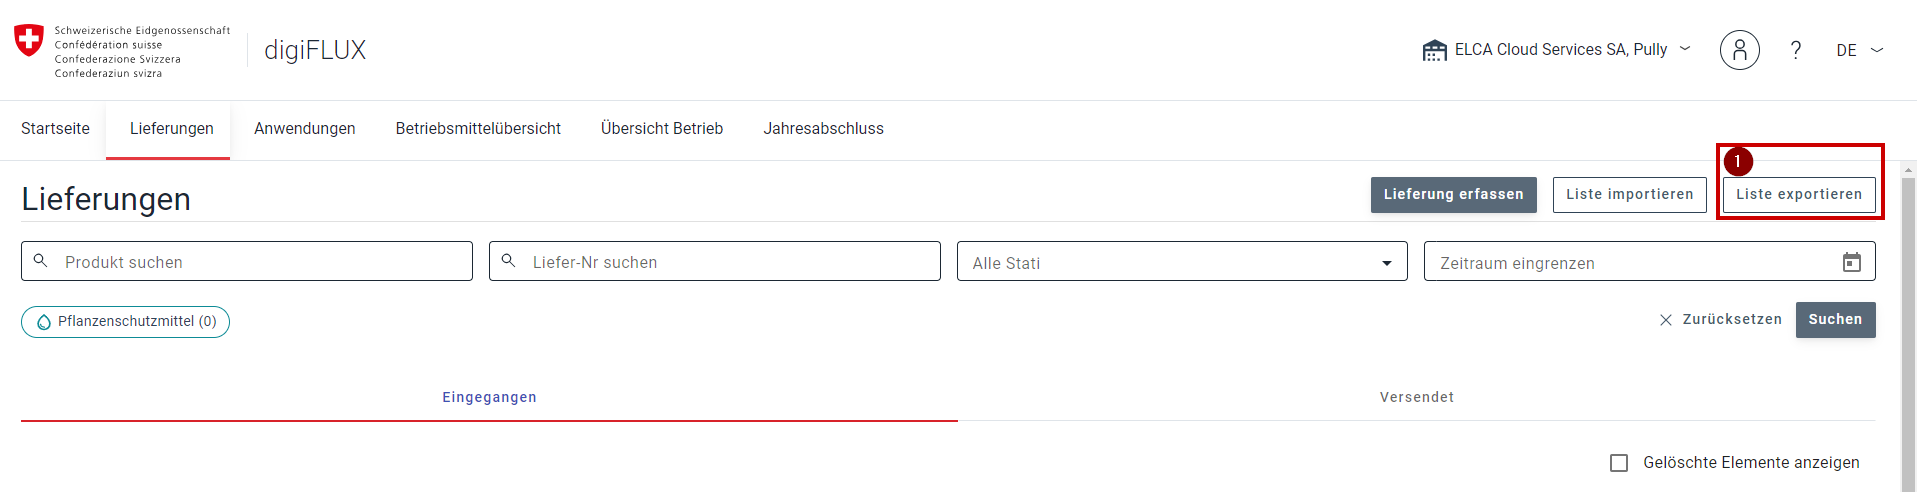 Schweizerische Eidgenossenschaft
Confédération suisse
Confederazione Svizzera
Confederaziun svizra
digiFLUX
ELCA Cloud Services SA, Pully
?
DE
Startseite
Lieferungen
Anwendungen
Betriebsmittelübersicht
Übersicht Betrieb
Jahresabschluss
1
Lieferungen
Lieferung erfassen
Liste importieren
Liste exportieren
Produkt suchen
Liefer-Nr suchen
Alle Stati
Zeitraum eingrenzen
Pflanzenschutzmittel (0)
Zurücksetzen
Suchen
Eingegangen
Versendet
Gelöschte Elemente anzeigen